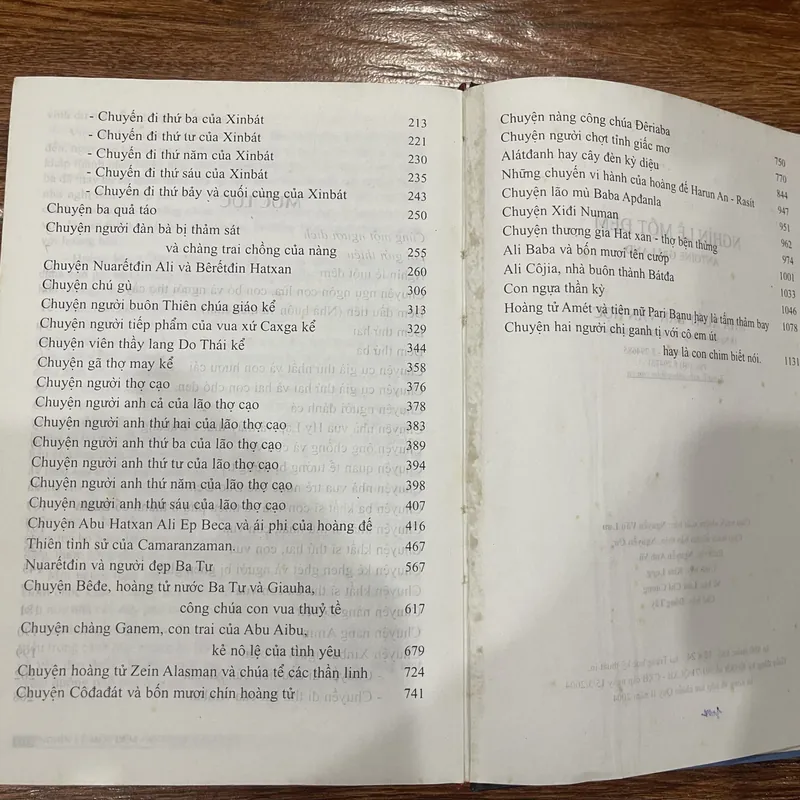 - Chuyến đi thứ ba của Xinbát 213
- Chuyến đi thứ tư của Xinbát 221
- Chuyến đi thứ năm của Xinbát 230
- Chuyến đi thứ sáu của Xinbát 235
- Chuyến đi thứ bảy và cuối cùng của Xinbát 243
Chuyện ba quả táo 250
Chuyện người đàn bà bị thảm sát
và chàng trai chồng của nàng 255
Chuyện Nuarếtđin Ali và Bêrếtđin Hatxan 260
Chuyện chú gù 306
Chuyện người buôn Thiên chúa giáo kể 313
Chuyện người tiếp phẩm của vua xứ Caxga kể 329
Chuyện viên thầy lang Do Thái kể 344
Chuyện gã thợ may kể 358
Chuyện người thợ cạo 376
Chuyện người anh cả của lão thợ cạo 378
Chuyện người anh thứ hai của lão thợ cạo 383
Chuyện người anh thứ ba của lão thợ cạo 389
Chuyện người anh thứ tư của lão thợ cạo 394
Chuyện người anh thứ năm của lão thợ cạo 398
Chuyện người anh thứ sáu của lão thợ cạo 407
Chuyện Abu Hatxan Ali Ep Beca và ái phi của hoàng đế 416
Thiên tình sử của Camaranzaman. 467
Nuarếtđin và người đẹp Ba Tư 567
Chuyện Bêđe, hoàng tử nước Ba Tư và Giauha,
công chúa con vua thuỷ tề 617
Chuyện chàng Ganem, con trai của Abu Aibu,
kẻ nô lệ của tình yêu 679
Chuyện hoàng tử Zein Alasman và chúa tể các thần linh 724
Chuyện Côđađát và bốn mươi chín hoàng tử 741
Chuyện nàng công chúa Đêriaba 750
Chuyện người chợt tỉnh giấc mơ 770
Alátđanh hay cây đèn kỳ diệu 844
Những chuyến vi hành của hoàng đế Harun An - Rasít 947
Chuyện lão mù Baba Apđanla 951
Chuyện Xiđi Numan 962
Chuyện thượng gia Hat xan - thợ bện thừng 974
Ali Baba và bốn mươi tên cướp 1001
Ali Côjia, nhà buôn thành Bátđa 1033
Con ngựa thần kỳ 1046
Hoàng tử Amét và tiên nữ Pari Banu hay là tấm thảm bay 1078
Chuyện hai người chị ganh tị với cô em út
hay là con chim biết nói. 1131